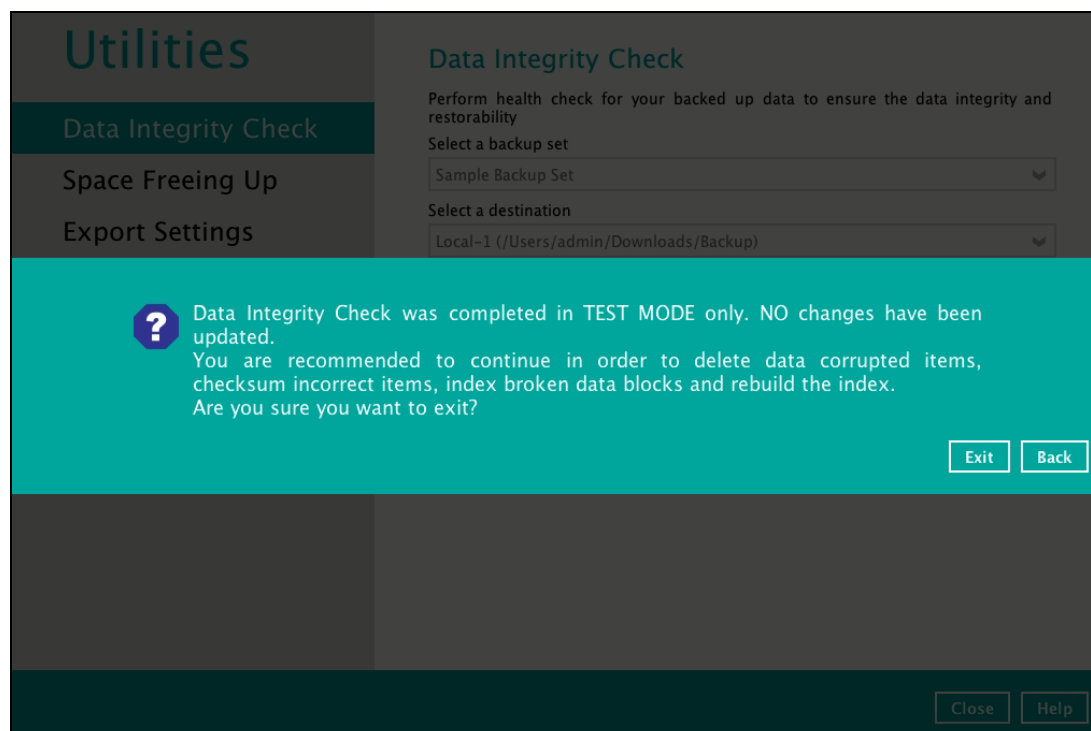 Utilities
Data Integrity Check
Space Freeing Up
Export Settings
Data Integrity Check
Perform health check for your backed up data to ensure the data integrity and
restorability
Select a backup set
Sample Backup Set
Select a destination
Local-1 (/Users/admin/Downloads/Backup)
Data Integrity Check was completed in TEST MODE only. NO changes have been
updated.
You are recommended to continue in order to delete data corrupted items,
checksum incorrect items, index broken data blocks and rebuild the index.
Are you sure you want to exit?
Exit
Back
Close
Help